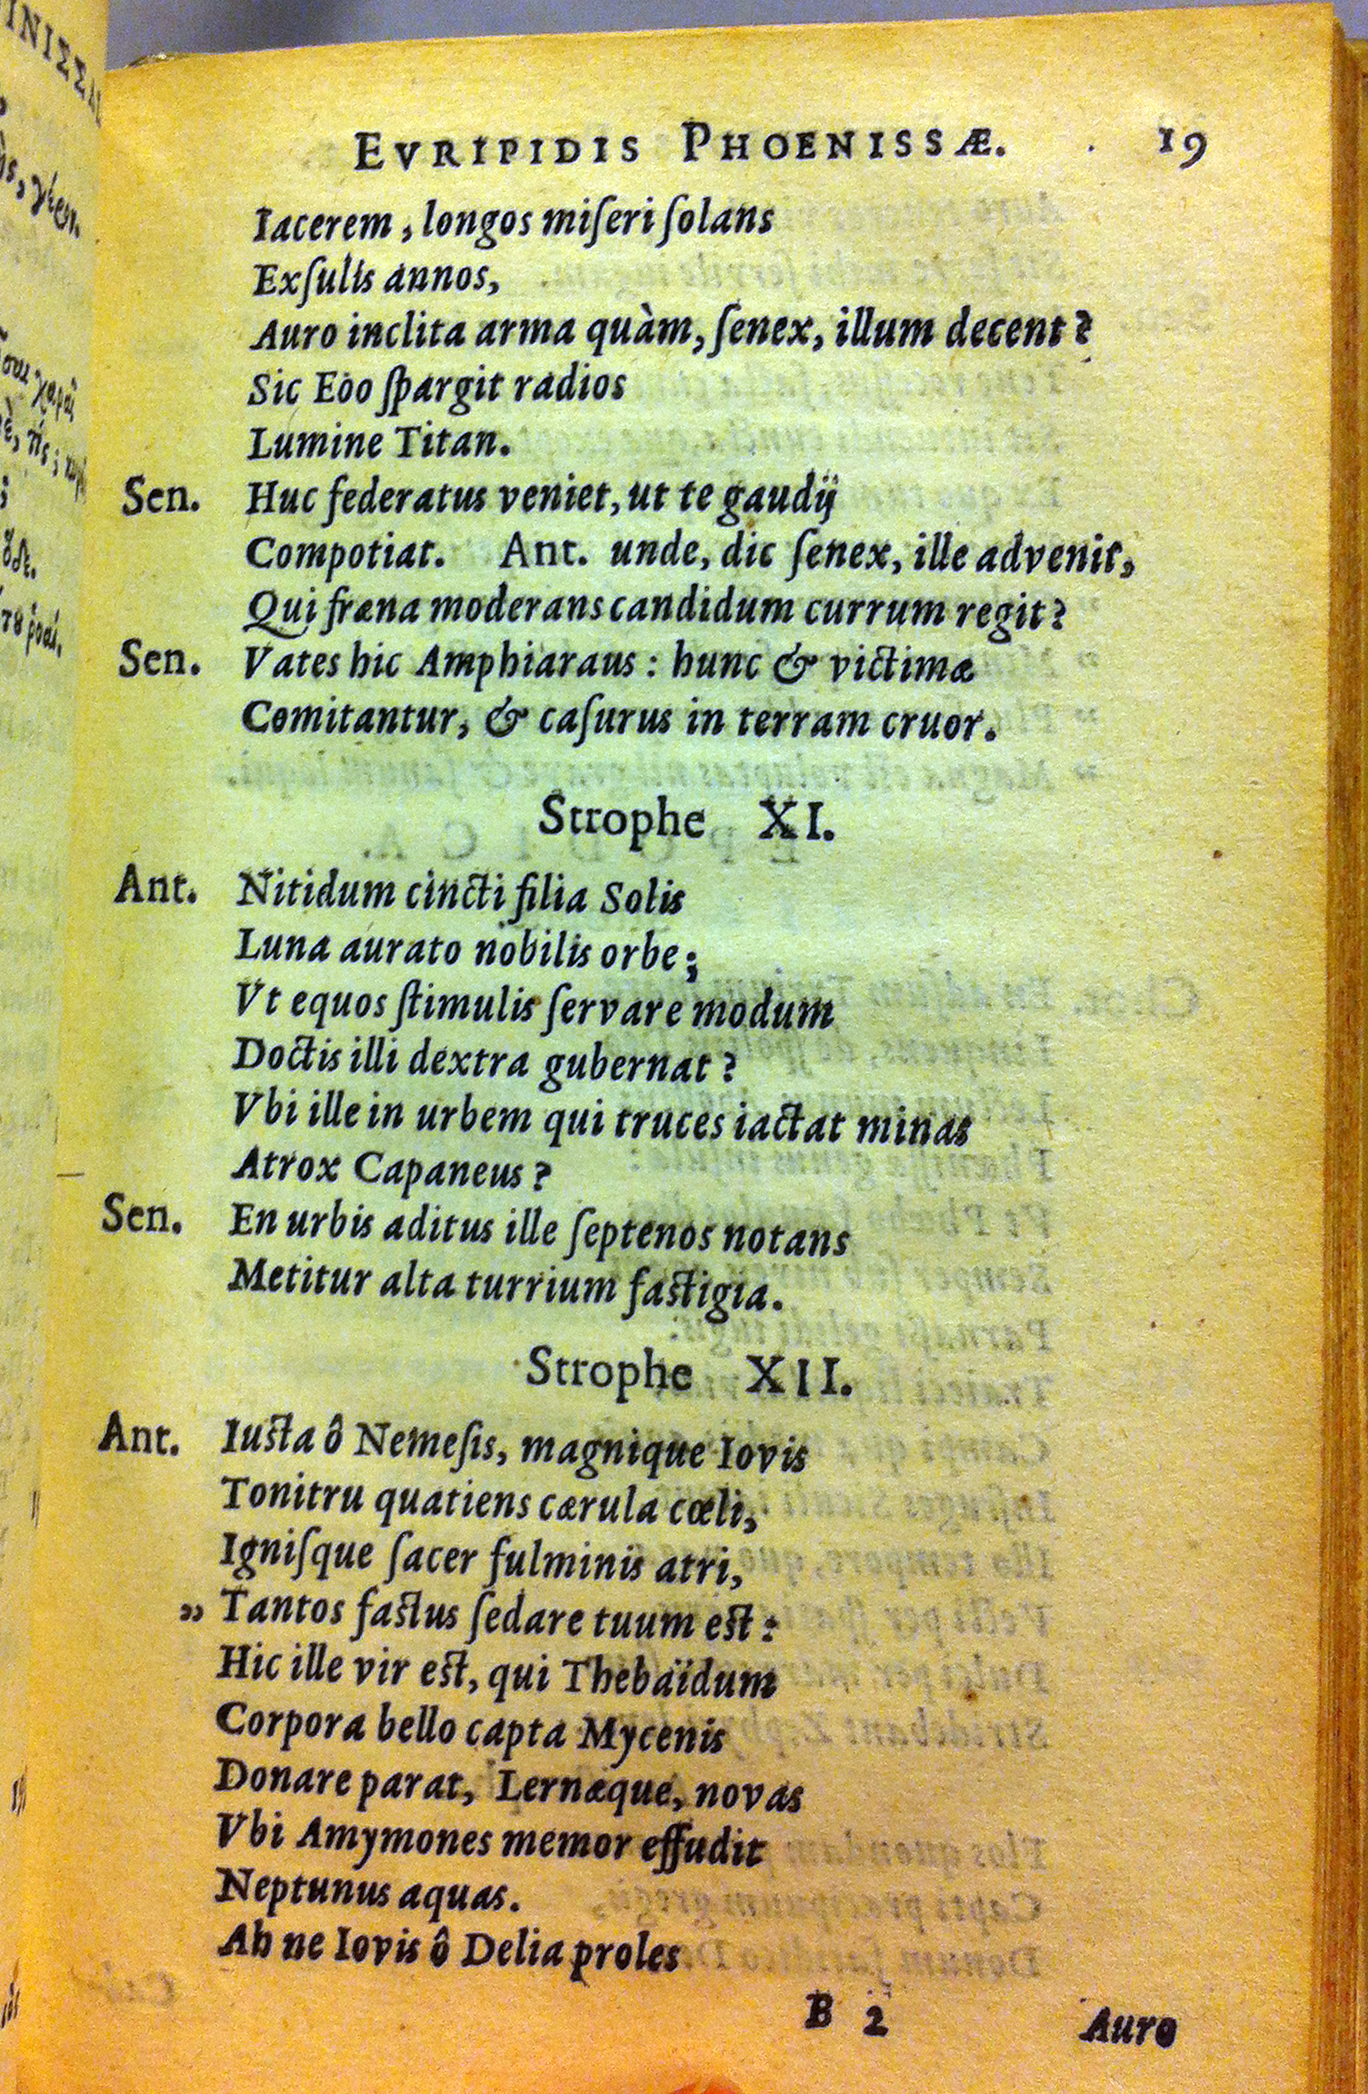 EVRIPIDIS PHOENISSÆ. 19
Iacerem, longos miſeri ſolans
Exſulis annos,
Auro inclita arma quàm, ſenex, illum decent?
Sic Eoo ſpargit radios
Lumine Titan.
Sen. Huc federatus veniet, ut te gaudij
Compotiat. Ant. unde, dic ſenex, ille advenit,
Qui fræna moderans candidum currum regit?
Sen. Vates hic Amphiaraus: hunc & victimæ
Comitantur, & caſurus in terram cruor.
Strophe XI.
Ant. Nitidum cincti filia Solis
Luna aurato nobilis orbe;
Vt equos ſtimulis ſervare modum
Doctis illi dextra gubernat?
Vbi ille in urbem qui truces iactat minas
Atrox Capaneus?
Sen. En urbis aditus ille ſeptenos notans
Metitur alta turrium faſtigia.
Strophe XII.
Ant. Iuſta ô Nemeſis, magnique Iovis
Tonitru quatiens cærula cœli,
Igniſque ſacer fulminis atri,
„ Tantos faſtus ſedare tuum eſt:
Hic ille vir eſt, qui Thebaïdum
Corpora bello capta Mycenis
Donare parat, Lernæque, novas
Vbi Amymones memor effudit
Neptunus aquas.
Ah ne Iovis ô Delia proles
B 2 Auro